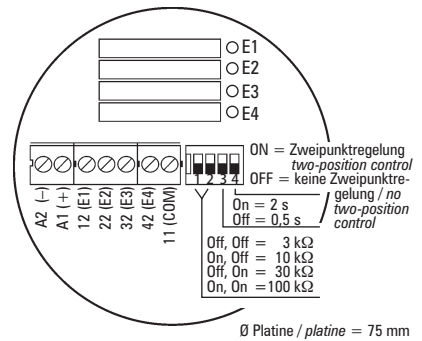 E1
E2
E3
E4
ON = Zweipunktregelung
two-position control
OFF = keine Zweipunktre-
gelung / no
two-position
control
1 2 3 4
A2 (–)
A1 (+)
12 (E1)
22 (E2)
32 (E3)
42 (E4)
11 (COM)
On = 2 s
Off = 0,5 s
Off, Off = 3 kΩ
On, Off = 10 kΩ
Off, On = 30 kΩ
On, On =100 kΩ
Ø Platine / platine = 75 mm